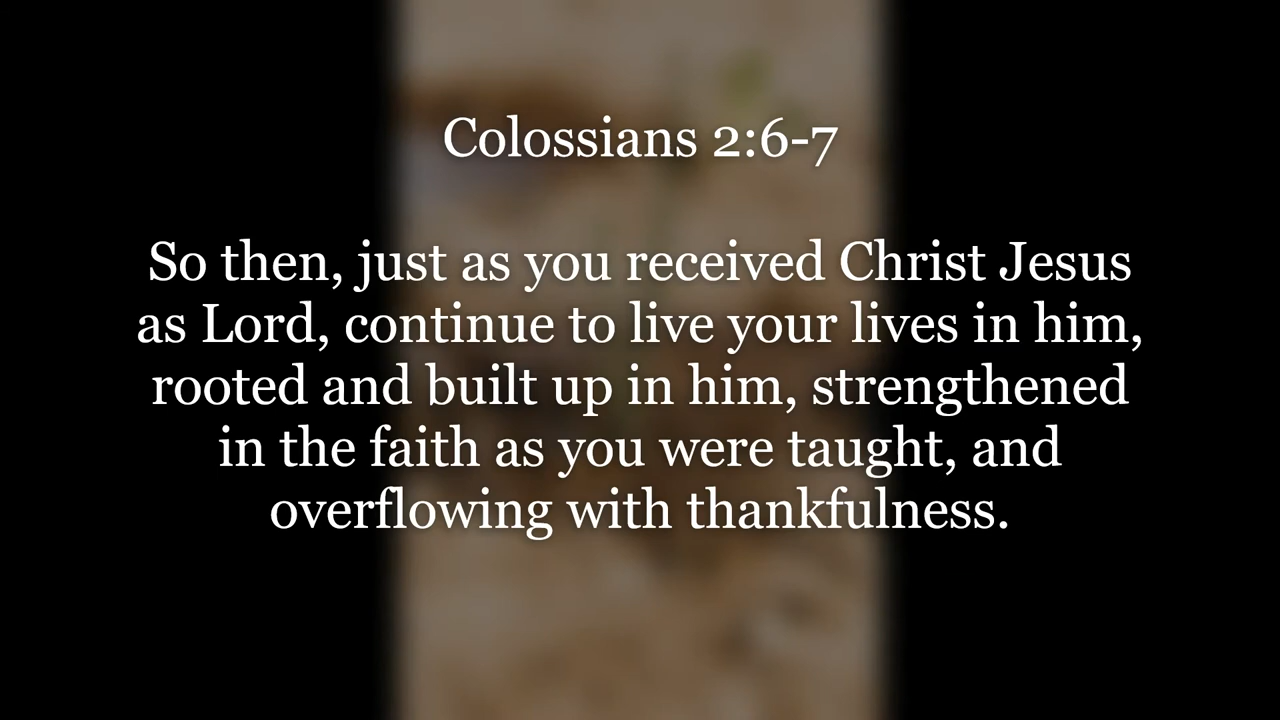 Colossians 2:6-7
So then, just as you received Christ Jesus
as Lord, continue to live your lives in him,
rooted and built up in him, strengthened
in the faith as you were taught, and
overflowing with thankfulness.